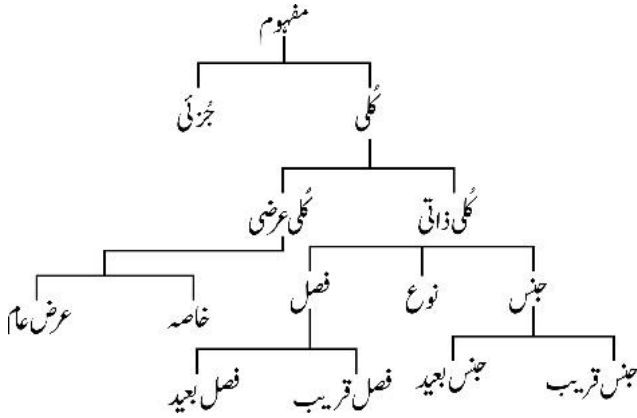 مفہوم
کُلی جُزئی
کُلی ذاتی کُلی عرضی
جنس نوع فصل خاصہ عرض عام
جنس قریب جنس بعید فصل قریب فصل بعید